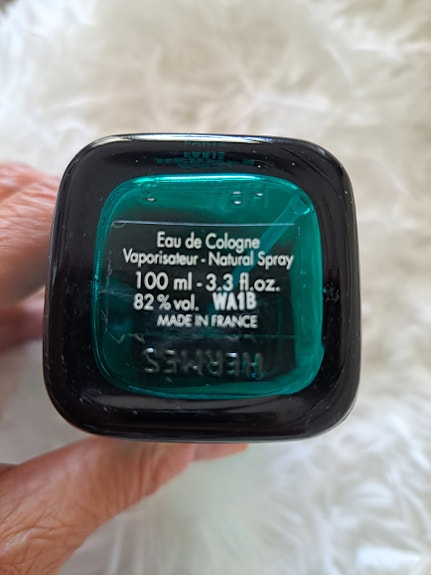 Eau de Cologne
Vaporisateur - Natural Spray
100 ml - 3.3 fl.oz.
82 % vol. WA1B
MADE IN FRANCE
HERMÈS